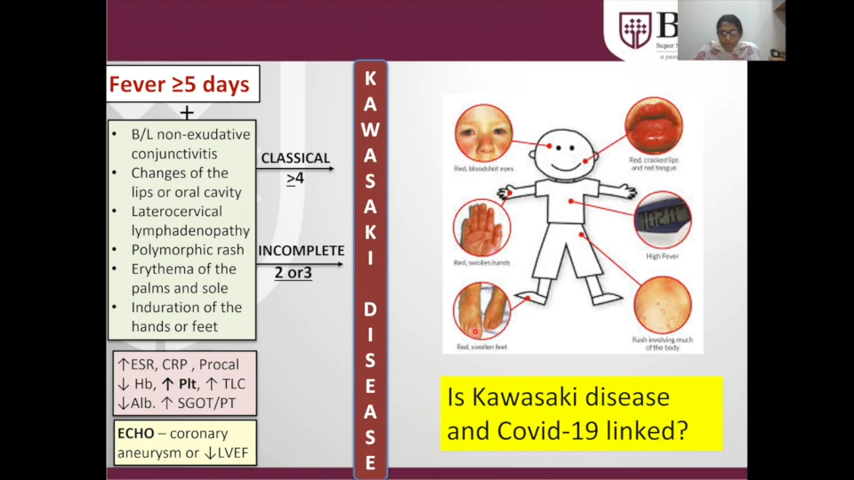 B
Super S
a pa
Fever ≥5 days
+
• B/L non-exudative
conjunctivitis
• Changes of the
lips or oral cavity
• Laterocervical
lymphadenopathy
• Polymorphic rash
• Erythema of the
palms and sole
• Induration of the
hands or feet
CLASSICAL
≥4
INCOMPLETE
2 or3
↑ESR, CRP , Procal
↓ Hb, ↑ Plt, ↑ TLC
↓Alb. ↑ SGOT/PT
ECHO – coronary
aneurysm or ↓LVEF
KAWASAKI DISEASE
Red, bloodshot eyes,
Red, cracked lips
and red tongue
Red, swollen hands
High Fever
Red, swollen feet
Rash involving much
of the body
Is Kawasaki disease
and Covid-19 linked?